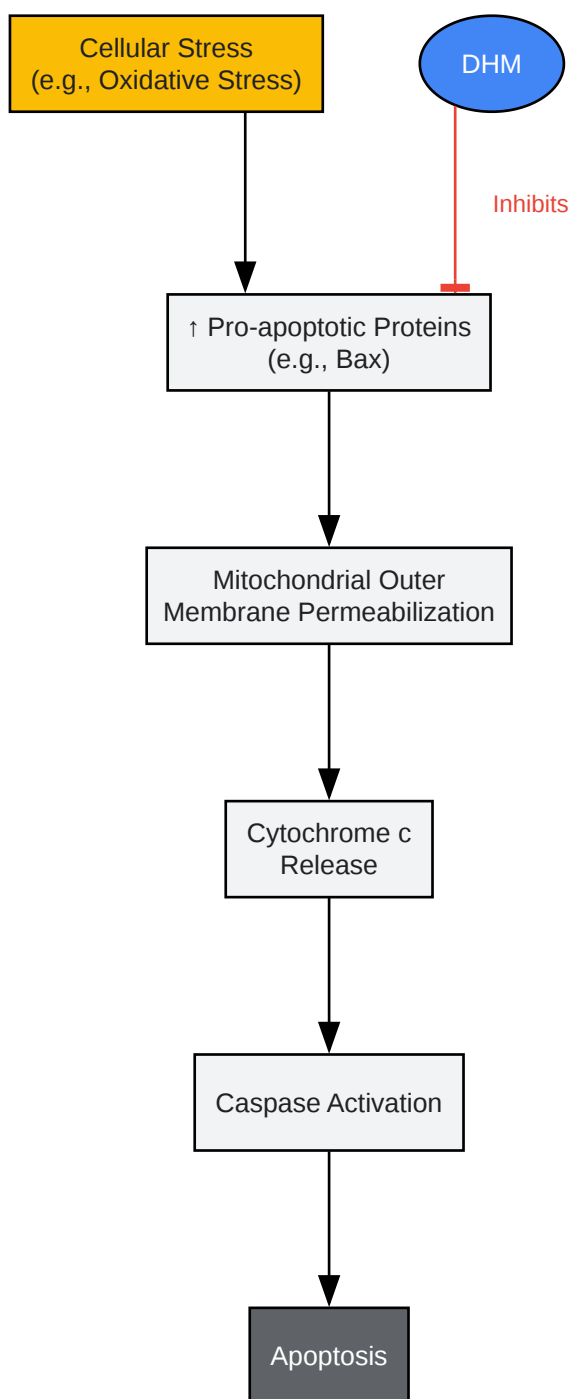 Cellular Stress
(e.g., Oxidative Stress)
DHM
Inhibits
↑ Pro-apoptotic Proteins
(e.g., Bax)
Mitochondrial Outer
Membrane Permeabilization
Cytochrome c
Release
Caspase Activation
Apoptosis